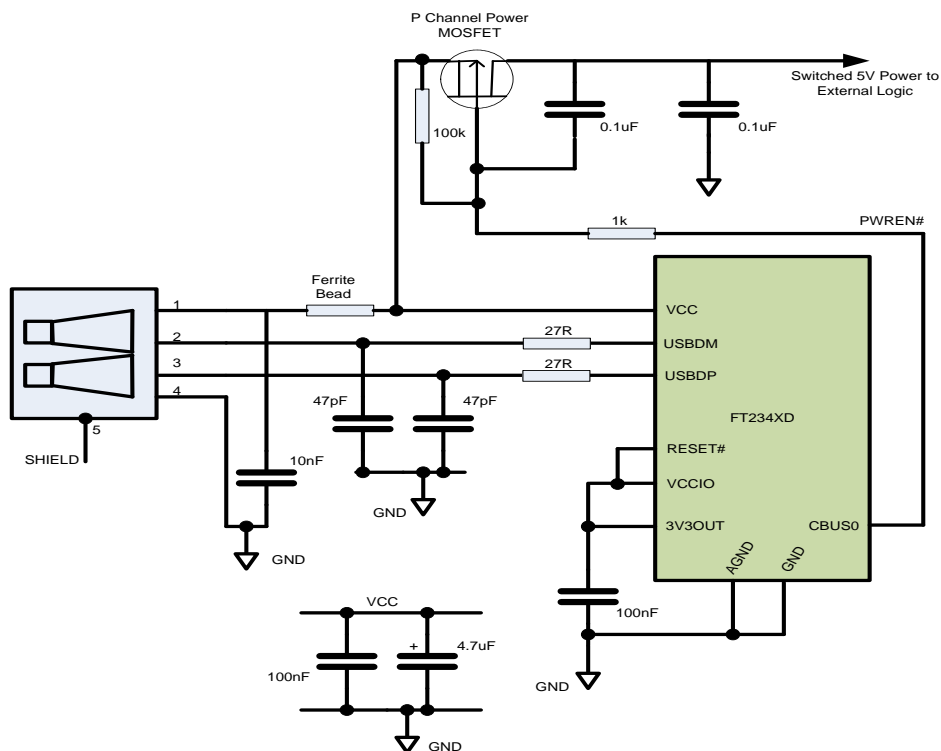 P Channel Power
MOSFET
Switched 5V Power to
External Logic
0.1uF
0.1uF
100k
1k
PWREN#
Ferrite
Bead
1
2
3
4
5
SHIELD
27R
27R
VCC
USBDM
USBDP
47pF
47pF
FT234XD
10nF
RESET#
VCCIO
3V3OUT
CBUS0
AGND
GND
GND
GND
100nF
GND
VCC
100nF
+
4.7uF
GND